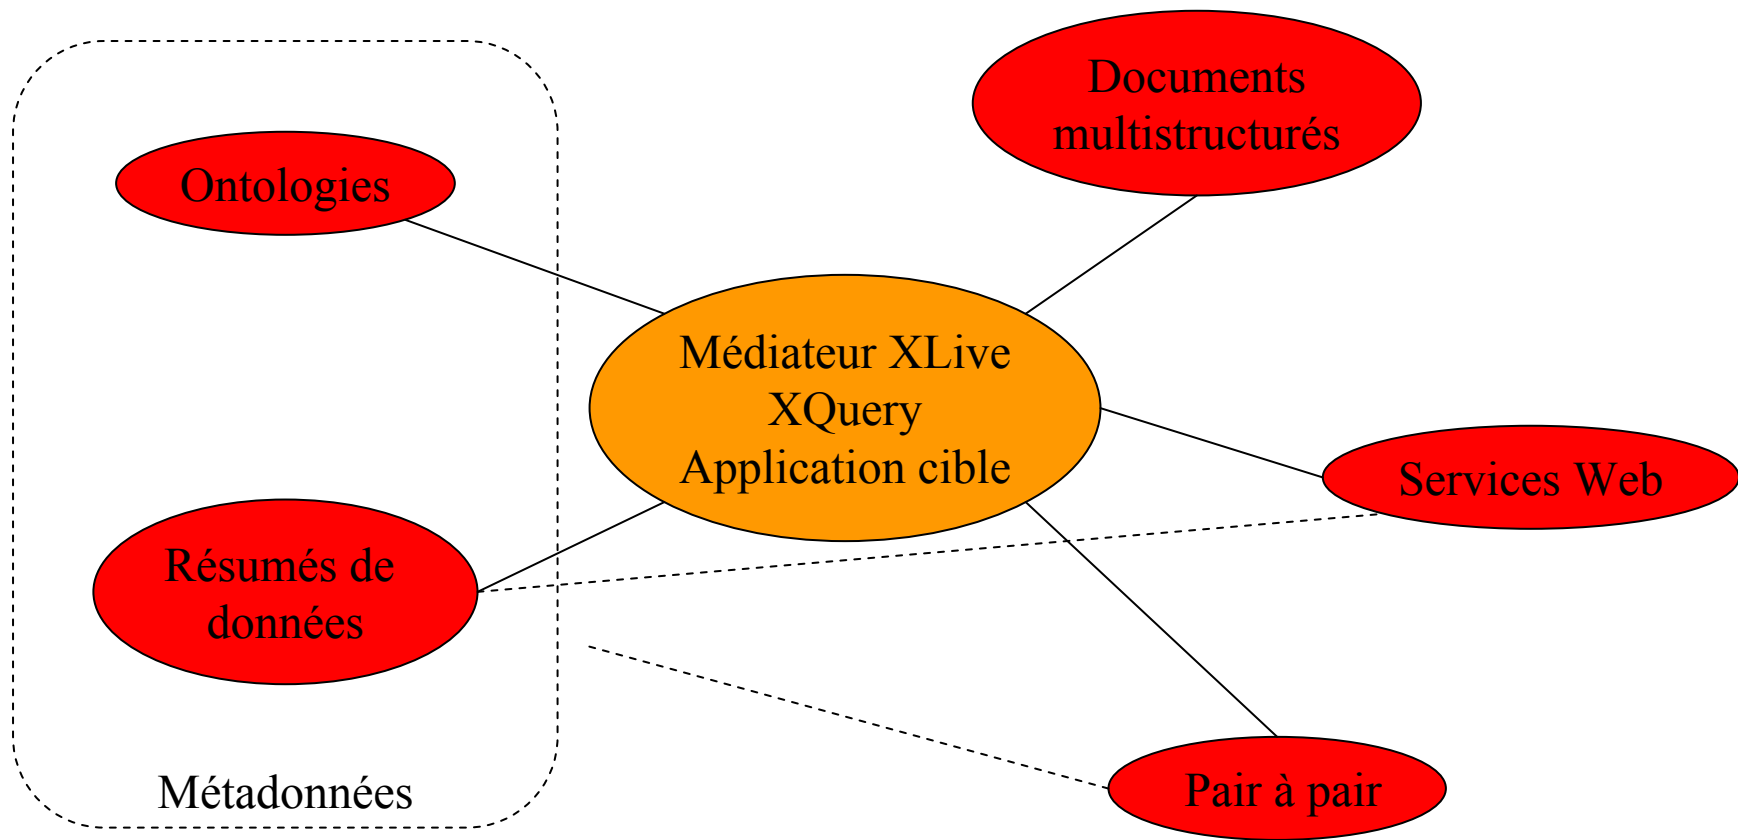 Documents
multistructurés
Ontologies
Médiateur XLive
XQuery
Application cible
Services Web
Résumés de
données
Métadonnées
Pair à pair